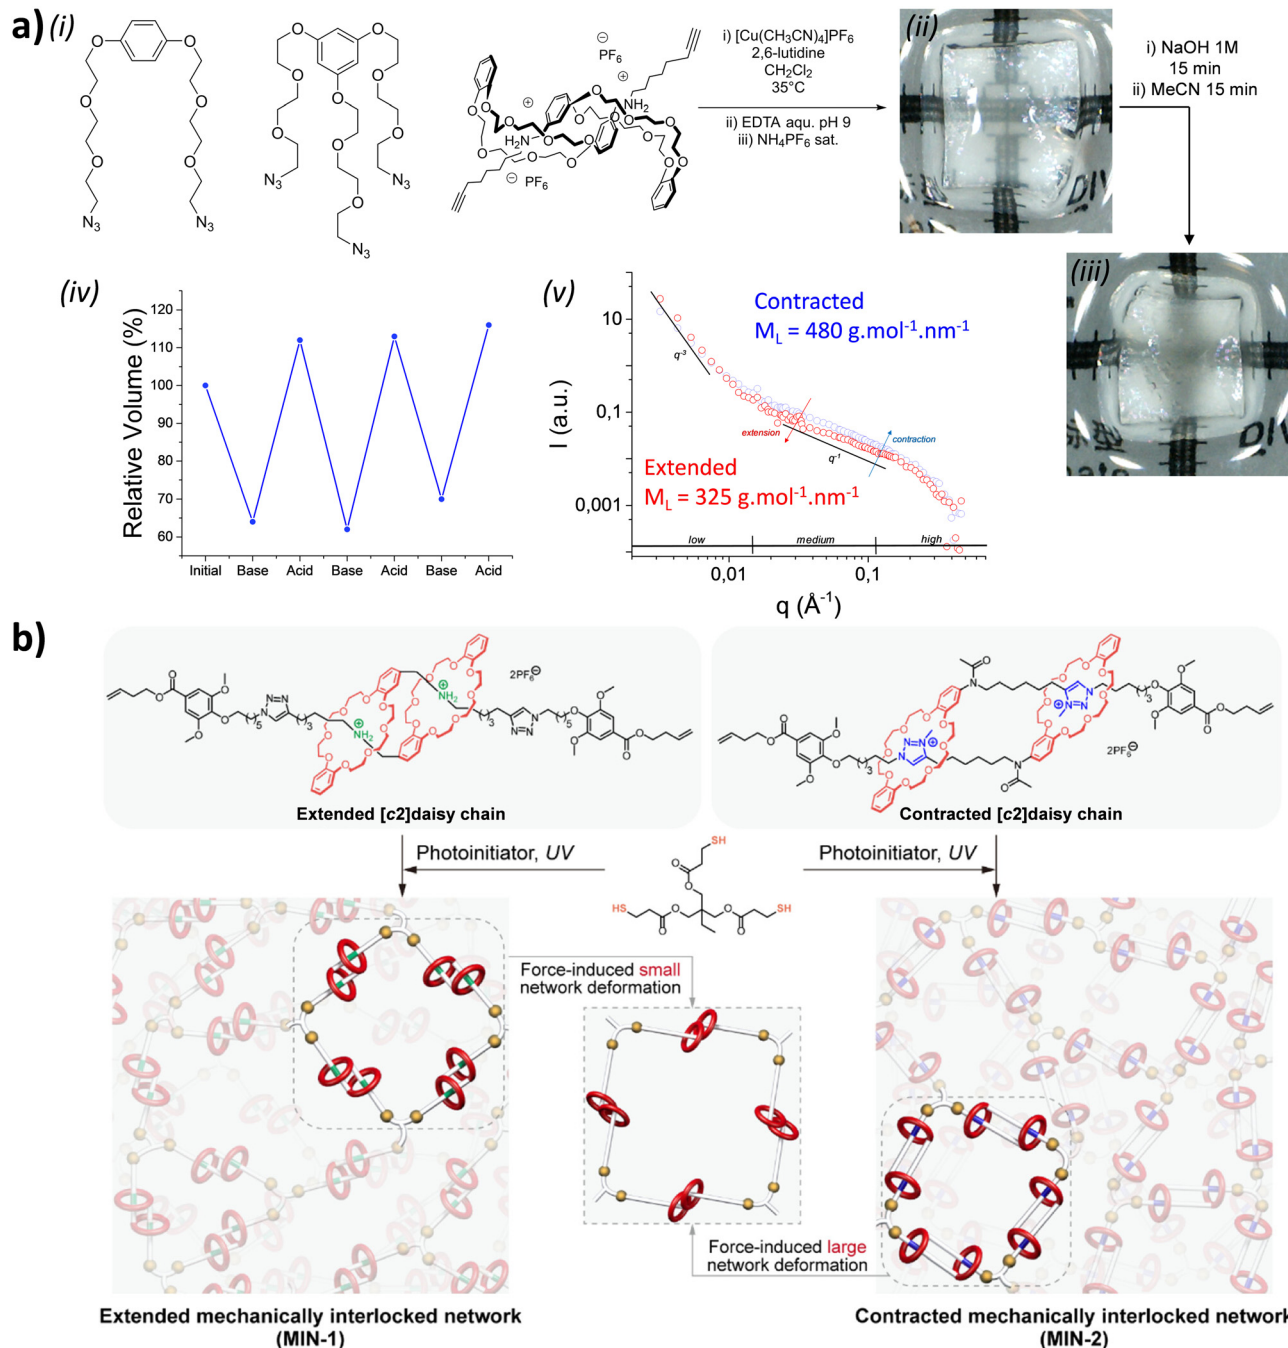 a) (i)
O O
O O
O O
N3 N3
O O
O
O O
O
N3 N3
O
N3
⊖
PF6
⊕
NH2
⊕
H2N
⊖ PF6
i) [Cu(CH3CN)4]PF6
2,6-lutidine
CH2Cl2
35°C
ii) EDTA aqu. pH 9
iii) NH4PF6 sat.
(ii)
i) NaOH 1M
15 min
ii) MeCN 15 min
(iii)
(iv)
Relative Volume (%)
120
110
100
90
80
70
60
Initial Base Acid Base Acid Base Acid
(v)
I (a.u.)
10
0,1
0,001
Contracted
ML = 480 g.mol-1.nm-1
q-3
extension
contraction
q-1
Extended
ML = 325 g.mol-1.nm-1
low medium high
0,01 0,1
q (Å-1)
b)
2PF6⊖
Extended [c2]daisy chain
2PF6⊖
Contracted [c2]daisy chain
Photoinitiator, UV
Photoinitiator, UV
SH
HS
SH
Force-induced small
network deformation
Force-induced large
network deformation
Extended mechanically interlocked network
(MIN-1)
Contracted mechanically interlocked network
(MIN-2)